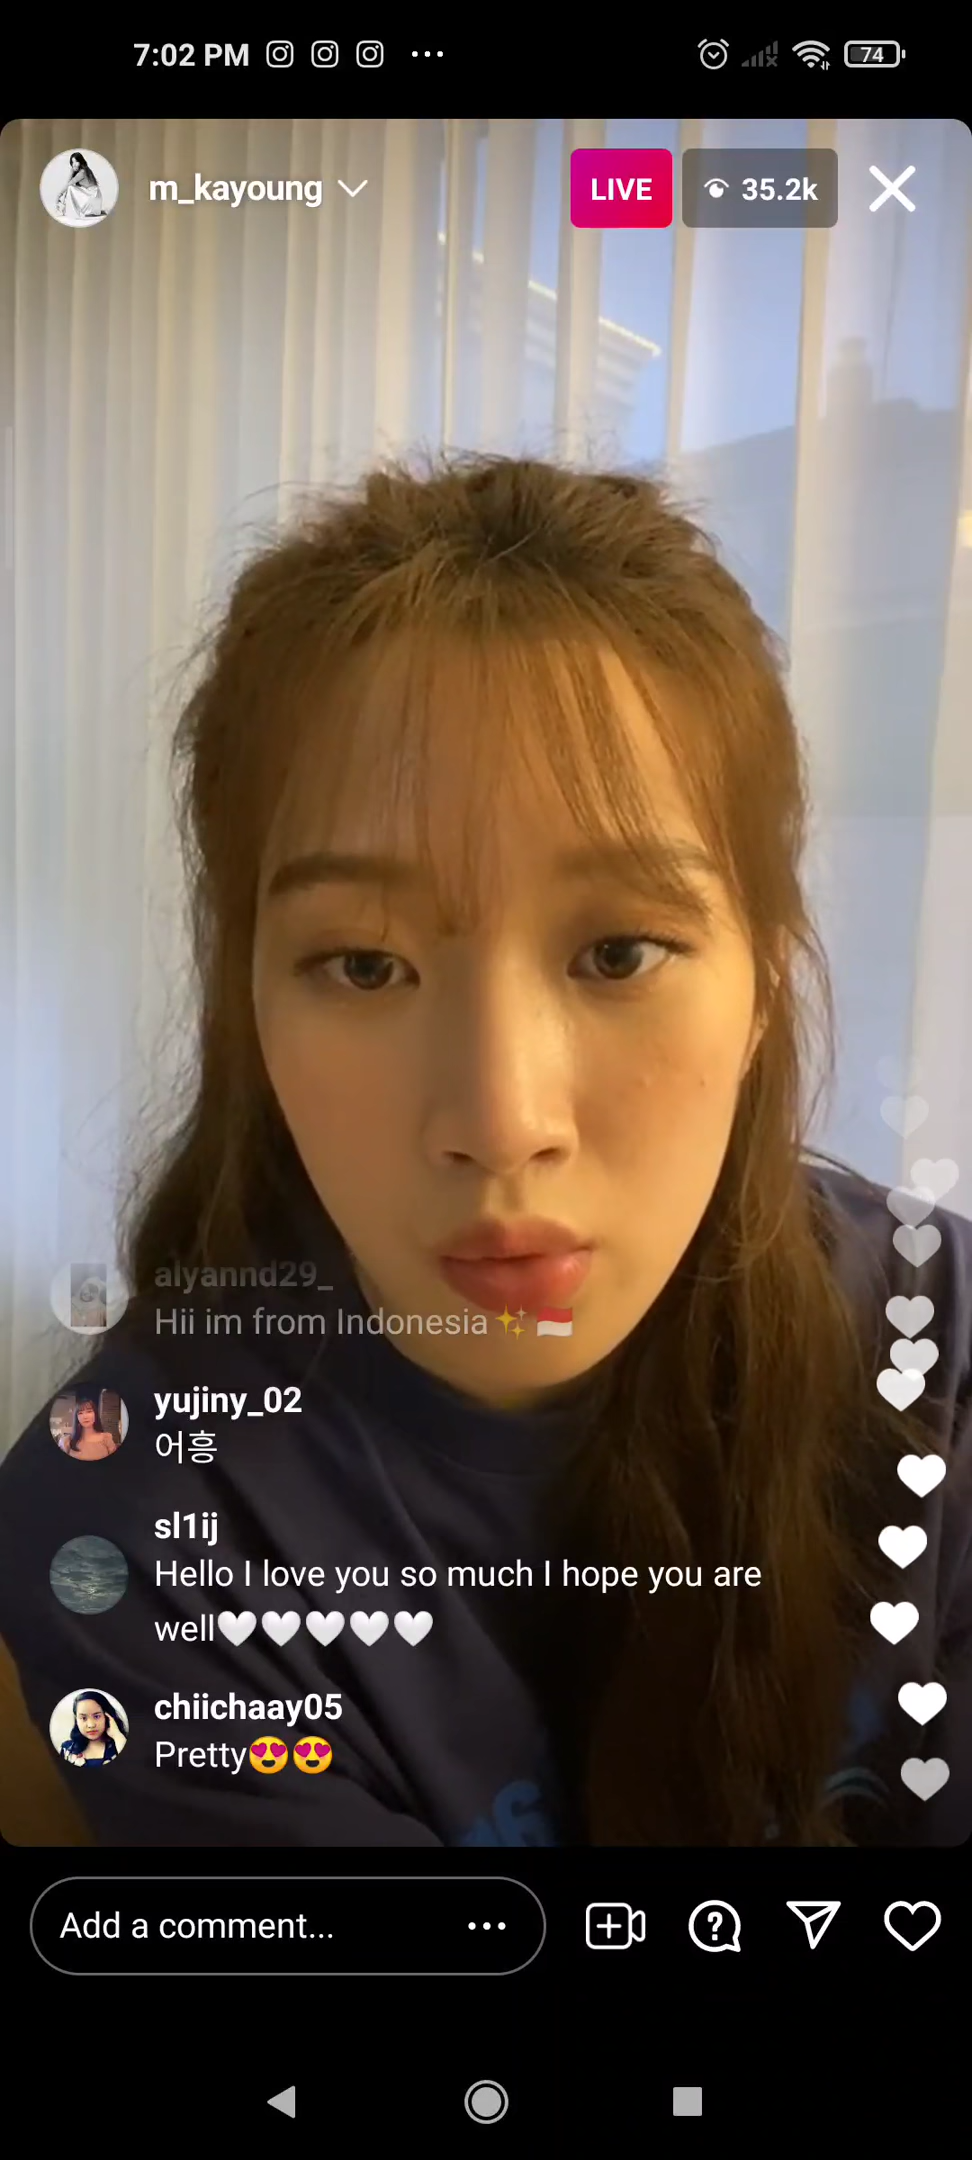 7:02 PM
74
m_kayoung
LIVE
35.2k
alyannd29_
Hii im from Indonesia✨🇮🇩
yujiny_02
어흥
sl1ij
Hello I love you so much I hope you are
well🤍🤍🤍🤍🤍
chiichaay05
Pretty😍😍
Add a comment...